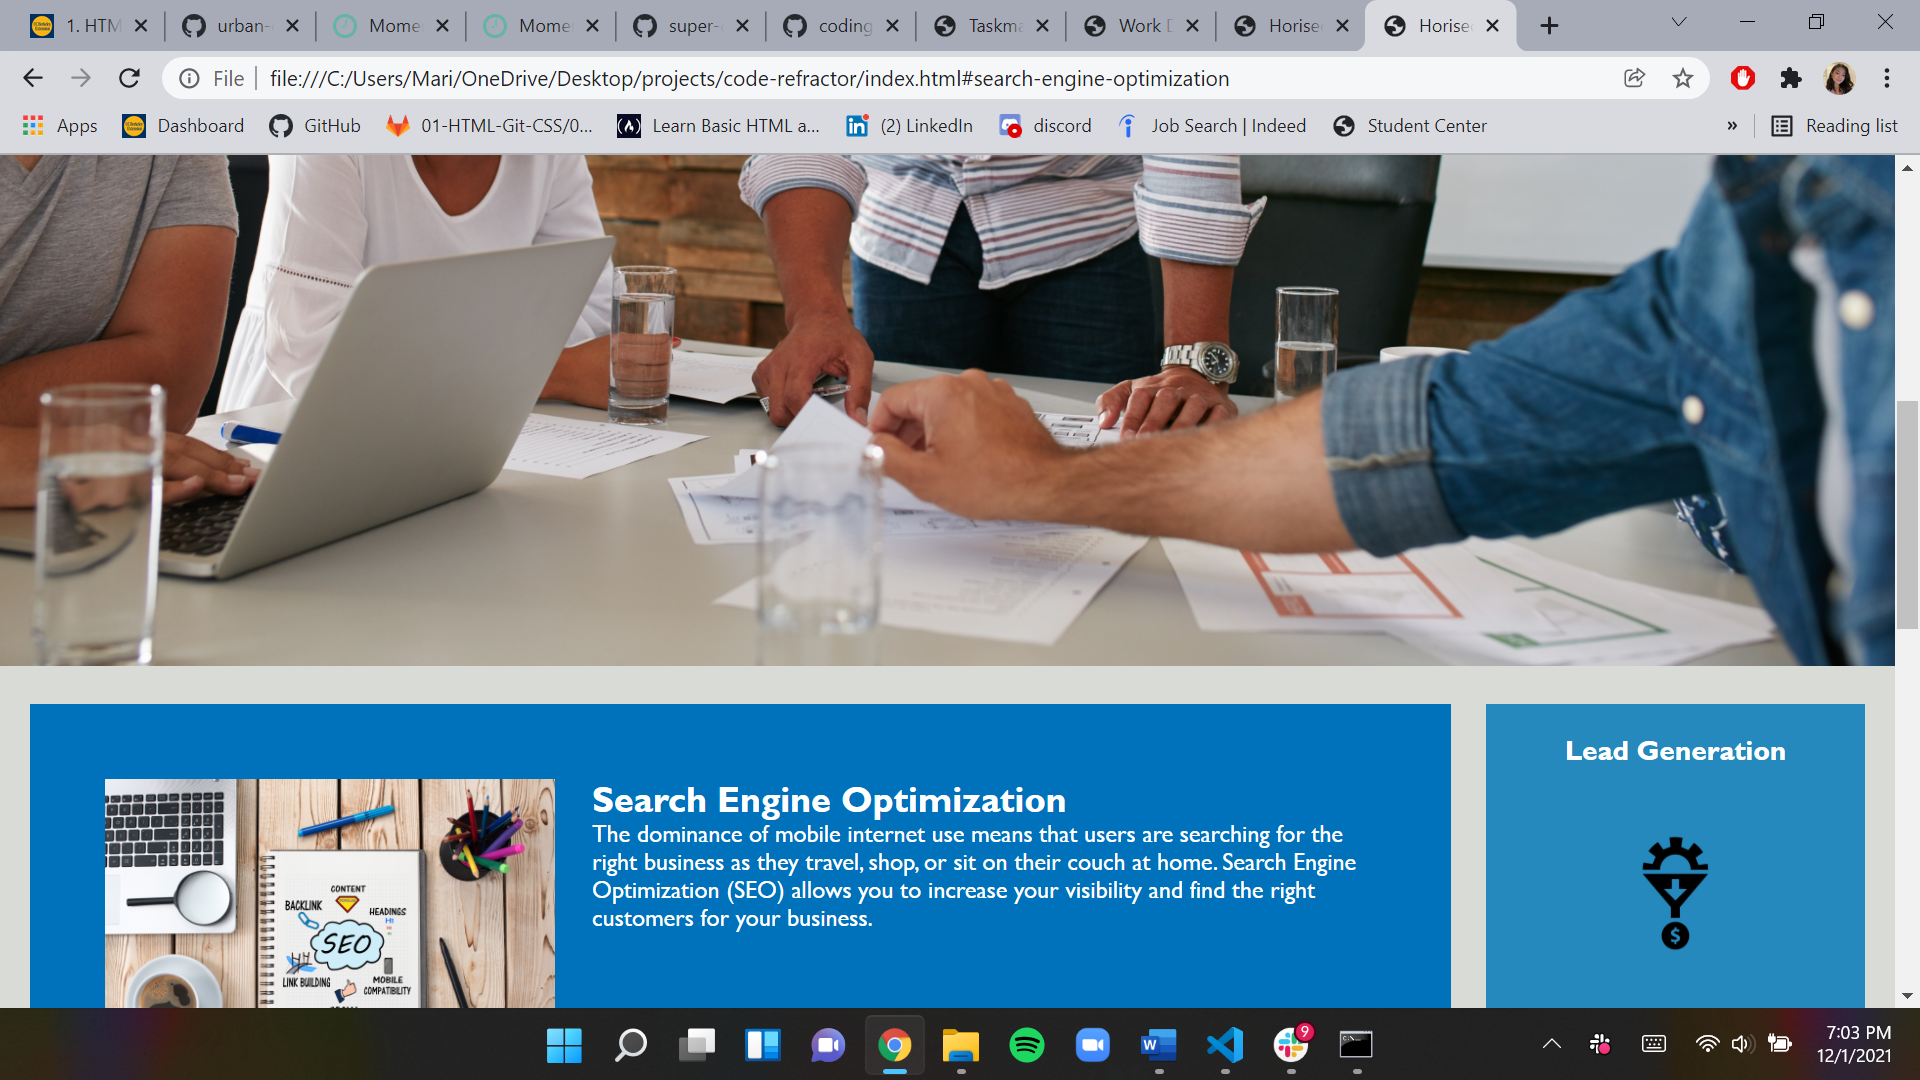 1. HTM
urban-
Mome
Mome
super-
coding
Taskma
Work D
Horise
Horise
File
file:///C:/Users/Mari/OneDrive/Desktop/projects/code-refractor/index.html#search-engine-optimization
Apps
Dashboard
GitHub
01-HTML-Git-CSS/0...
Learn Basic HTML a...
(2) LinkedIn
discord
Job Search | Indeed
Student Center
»
Reading list
Search Engine Optimization
The dominance of mobile internet use means that users are searching for the
right business as they travel, shop, or sit on their couch at home. Search Engine
Optimization (SEO) allows you to increase your visibility and find the right
customers for your business.
CONTENT
BACKLINK
HEADINGS
H1
SEO
LINK BUILDING
MOBILE
COMPATIBILITY
Lead Generation
$
9
7:03 PM
12/1/2021